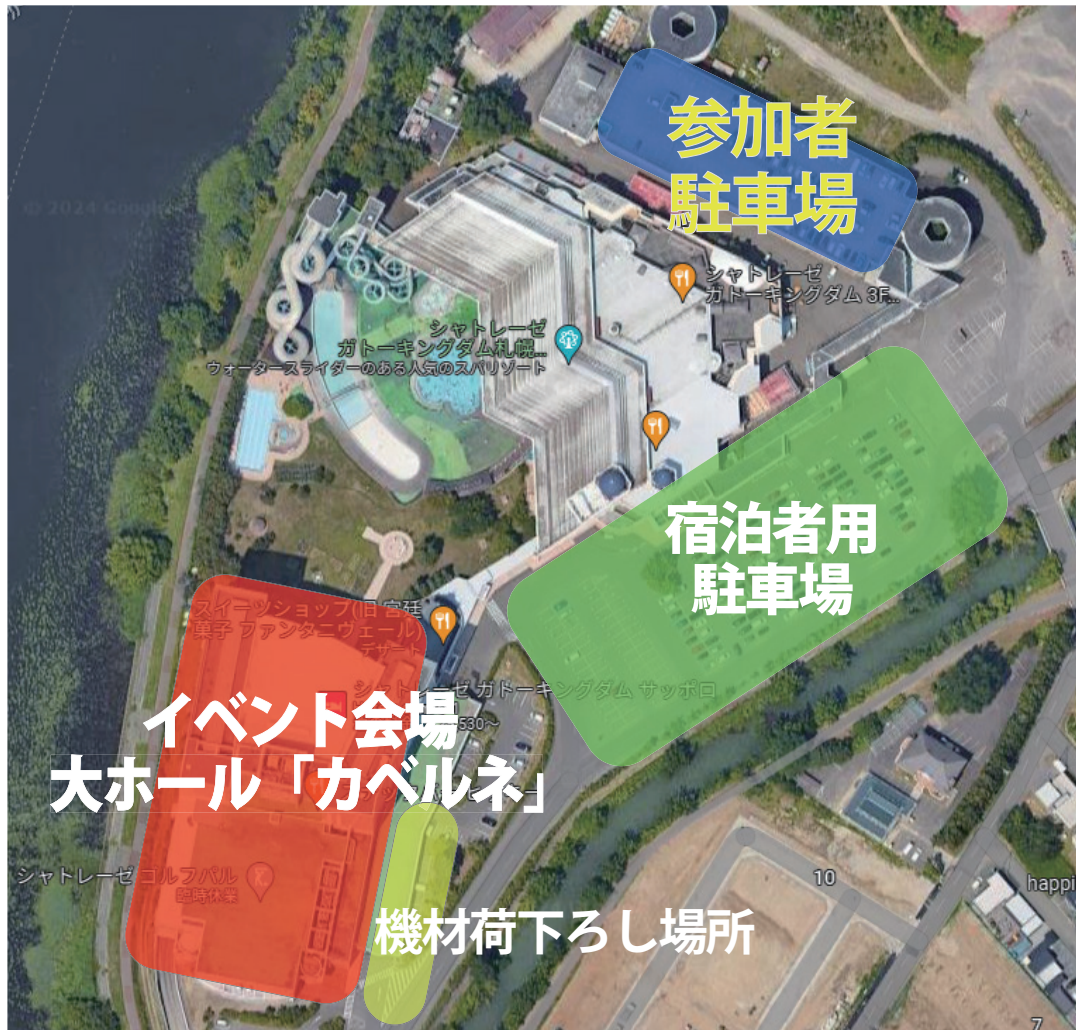 参加者
駐車場
シャトレーゼ
ガトーキングダム 3F...
シャトレーゼ
ガトーキングダム札幌...
ウォータースライダーのある人気のスパリゾート
宿泊者用
駐車場
スイーツショップ(旧 宮廷
菓子 ファンタニヴェール)
デザート
シャトレーゼ ガトーキングダム サッポロ
530～
イベント会場
大ホール「カベルネ」
シャトレーゼ ゴルフパル
臨時休業
機材荷下ろし場所
10
happi
7